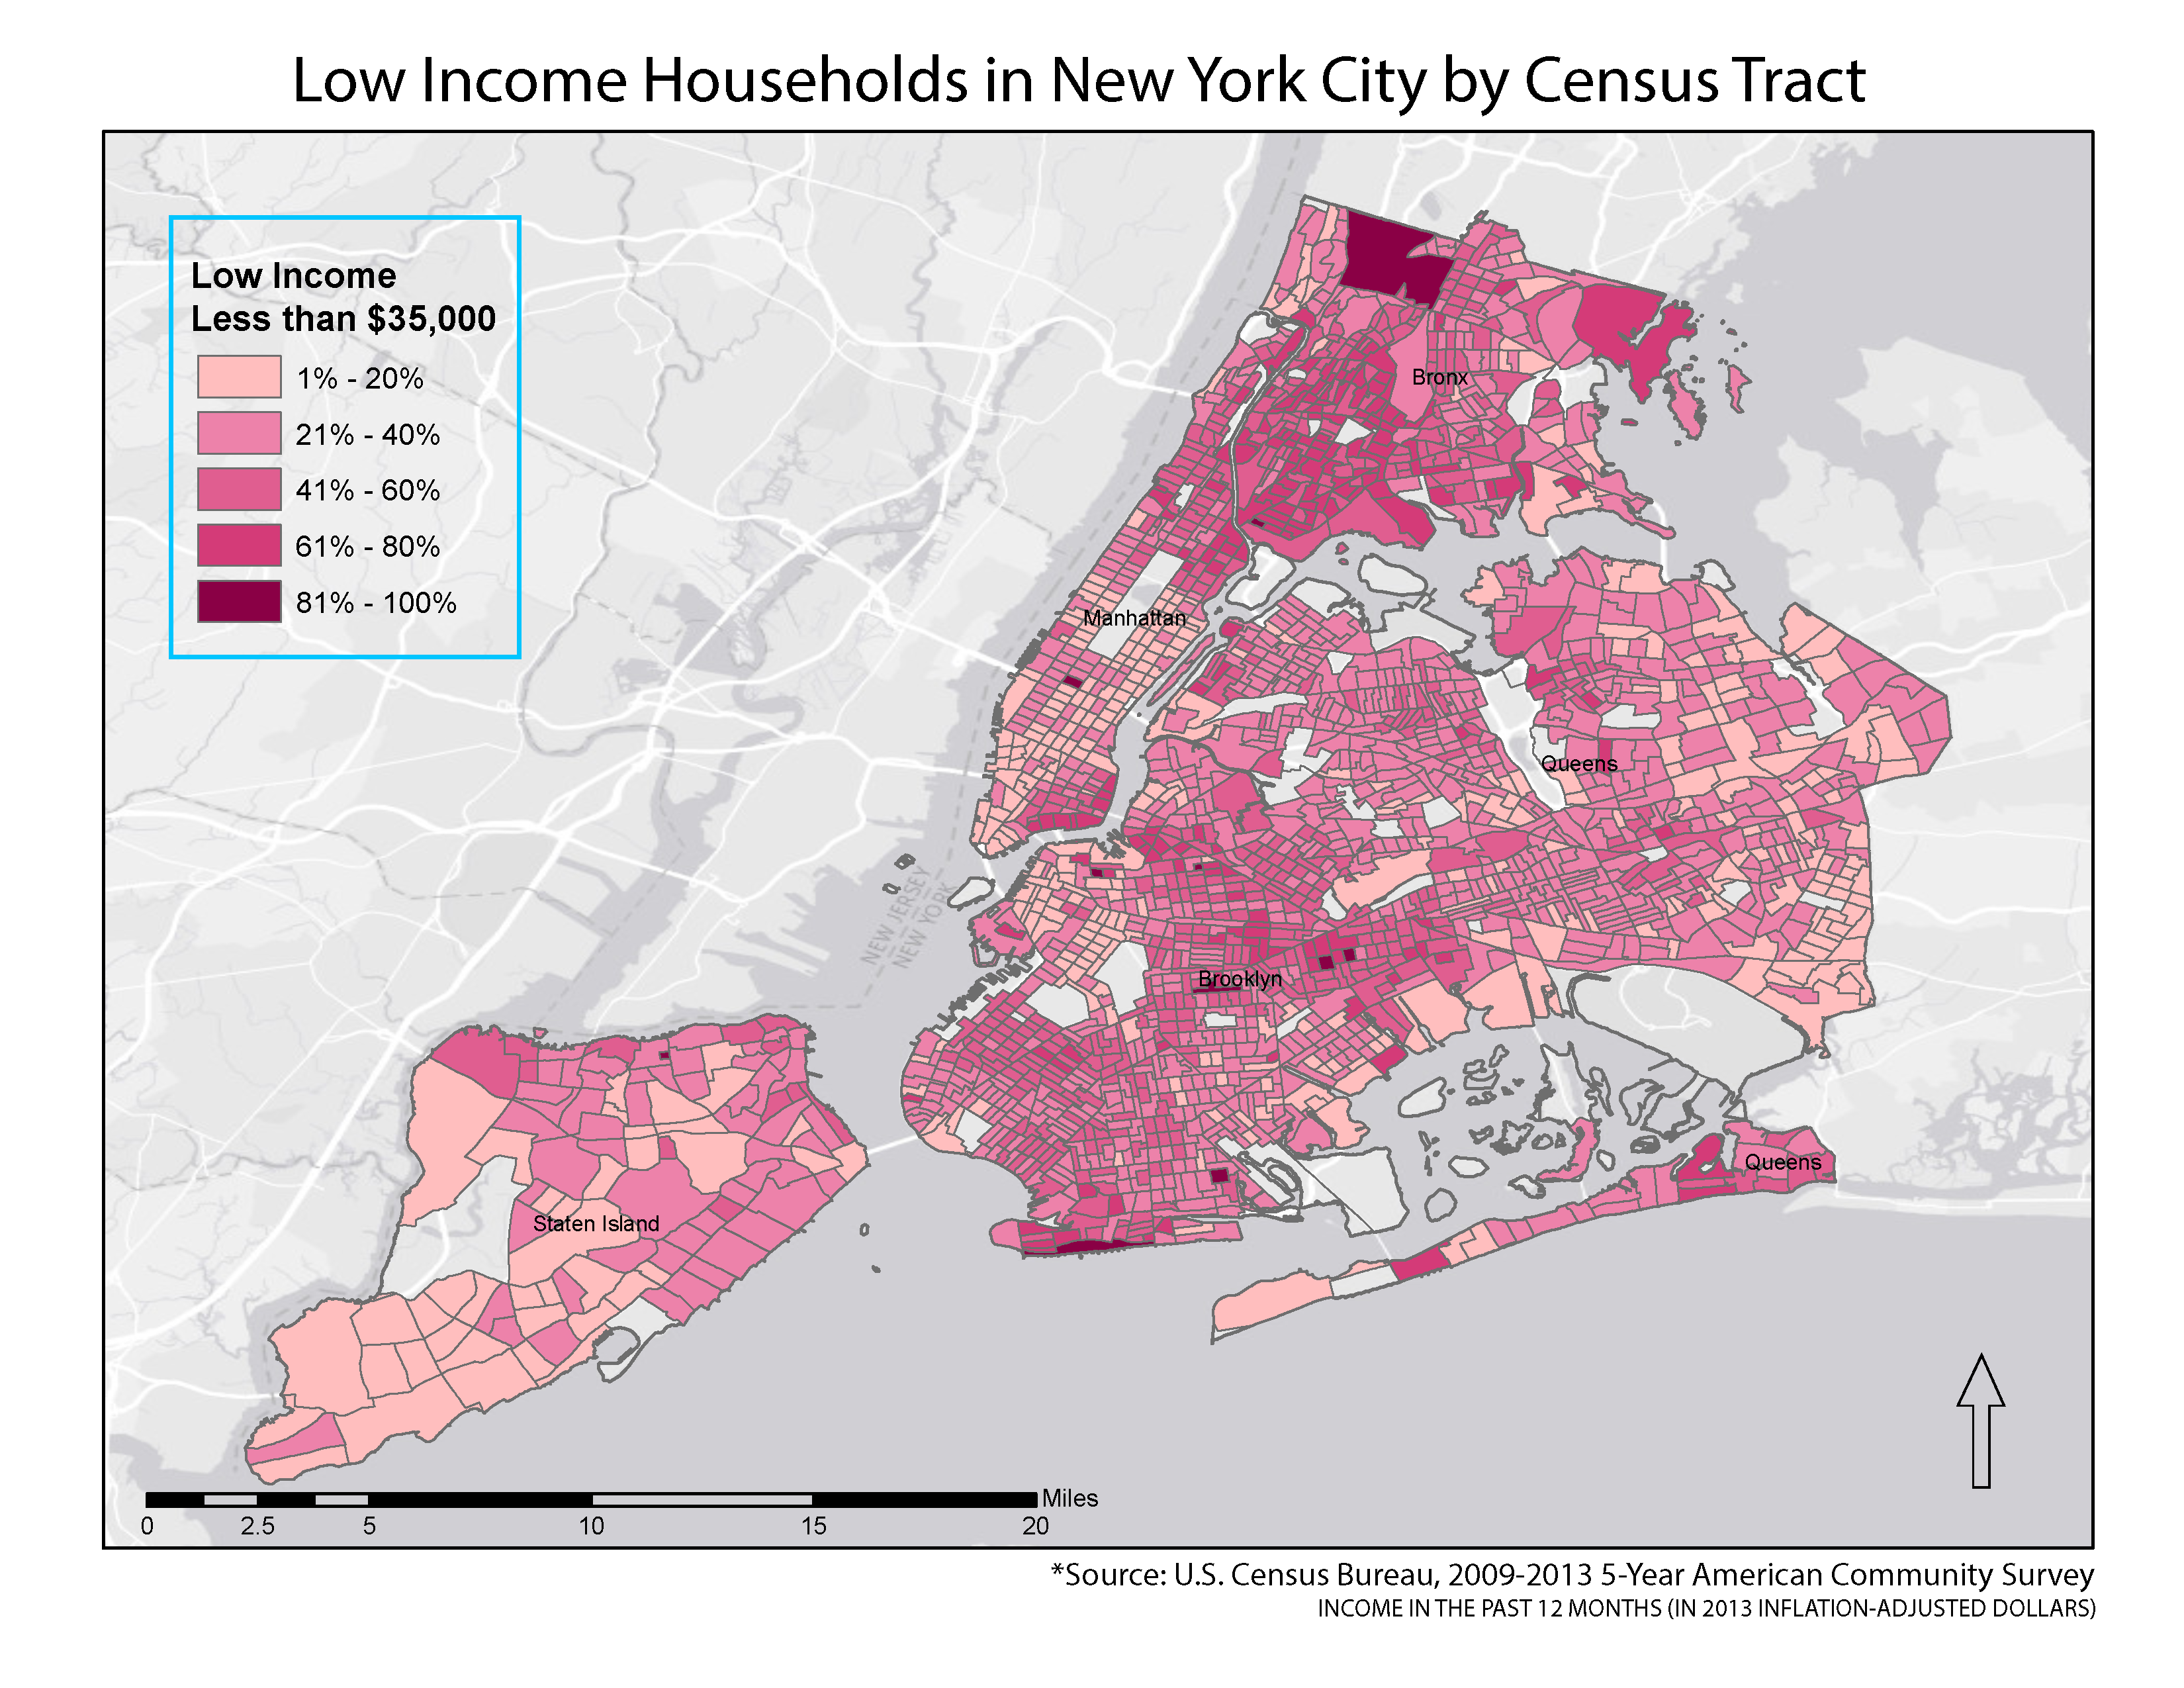 Low Income Households in New York City by Census Tract
Low Income
Less than $35,000
1% - 20%
21% - 40%
41% - 60%
61% - 80%
81% - 100%
Bronx
Manhattan
Queens
NEW JERSEY
NEW YORK
Brooklyn
Queens
Staten Island
Miles
0 2.5 5 10 15 20
*Source: U.S. Census Bureau, 2009-2013 5-Year American Community Survey
INCOME IN THE PAST 12 MONTHS (IN 2013 INFLATION-ADJUSTED DOLLARS)